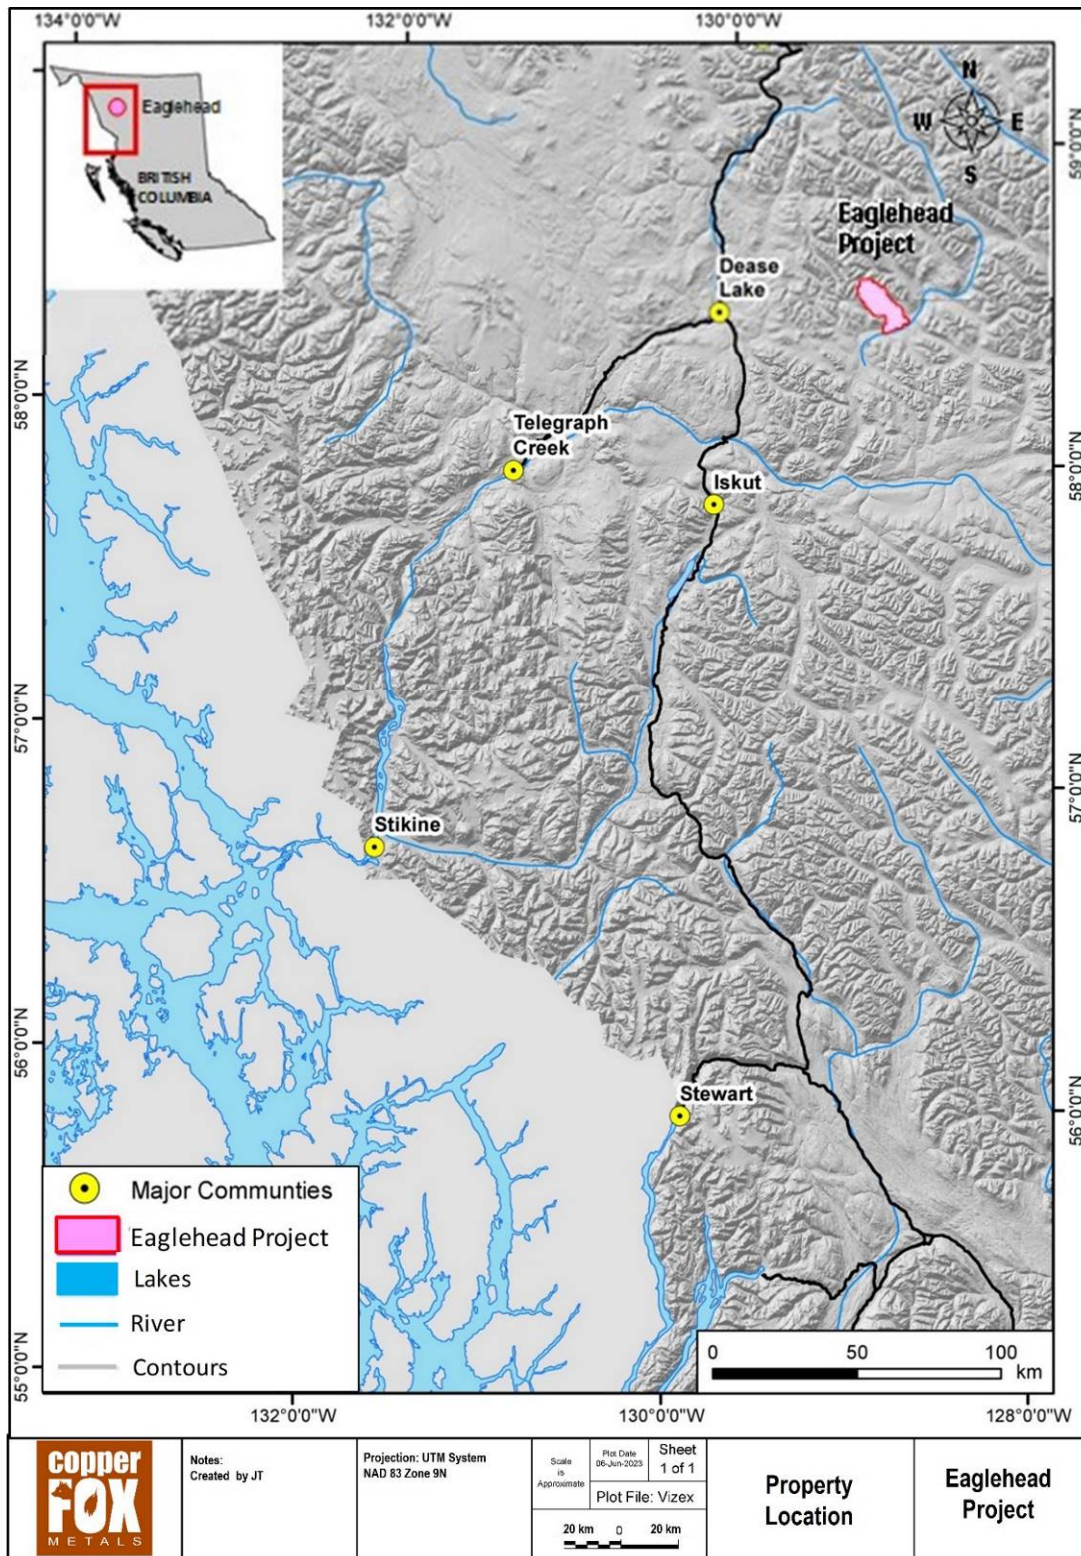 134°0'0"W 132°0'0"W 130°0'0"W
N
W E
S
59°0'0"N
Eaglehead
BRITISH
COLUMBIA
Eaglehead
Project
Dease
Lake
58°0'0"N
Telegraph
Creek
58°0'0"N
Iskut
57°0'0"N
57°0'0"N
Stikine
56°0'0"N
Stewart
56°0'0"N
Major Communties
Eaglehead Project
Lakes
River
Contours
0 50 100
km
55°0'0"N
132°0'0"W 130°0'0"W 128°0'0"W
copper
FOX
METALS
Notes:
Created by JT
Projection: UTM System
NAD 83 Zone 9N
Scale
is
Approximate
Plot Date
06-Jun-2023
Sheet
1 of 1
Plot File: Vizex
20 km 0 20 km
Property
Location
Eaglehead
Project